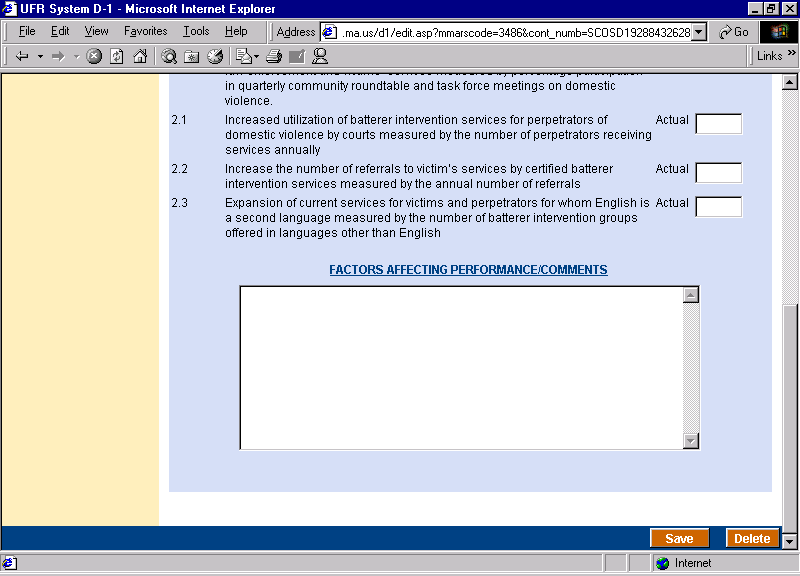 UFR System D-1 - Microsoft Internet Explorer
File Edit View Favorites Tools Help Address .ma.us/d1/edit.asp?mmarscode=3486&cont_numb=SCOSD19288432628 Go
Links »
in quarterly community roundtable and task force meetings on domestic
violence.
2.1 Increased utilization of batterer intervention services for perpetrators of Actual
domestic violence by courts measured by the number of perpetrators receiving
services annually
2.2 Increase the number of referrals to victim's services by certified batterer Actual
intervention services measured by the annual number of referrals
2.3 Expansion of current services for victims and perpetrators for whom English is Actual
a second language measured by the number of batterer intervention groups
offered in languages other than English
FACTORS AFFECTING PERFORMANCE/COMMENTS
Save Delete
Internet